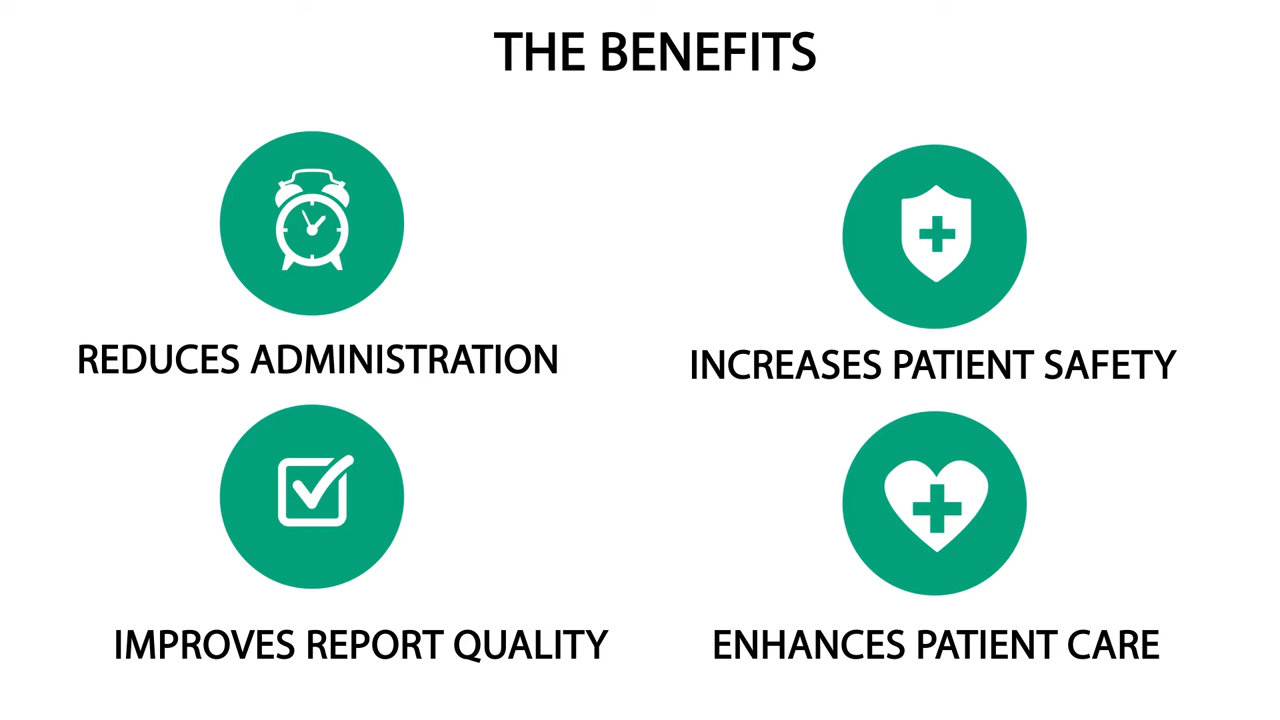 THE BENEFITS
REDUCES ADMINISTRATION
INCREASES PATIENT SAFETY
IMPROVES REPORT QUALITY
ENHANCES PATIENT CARE